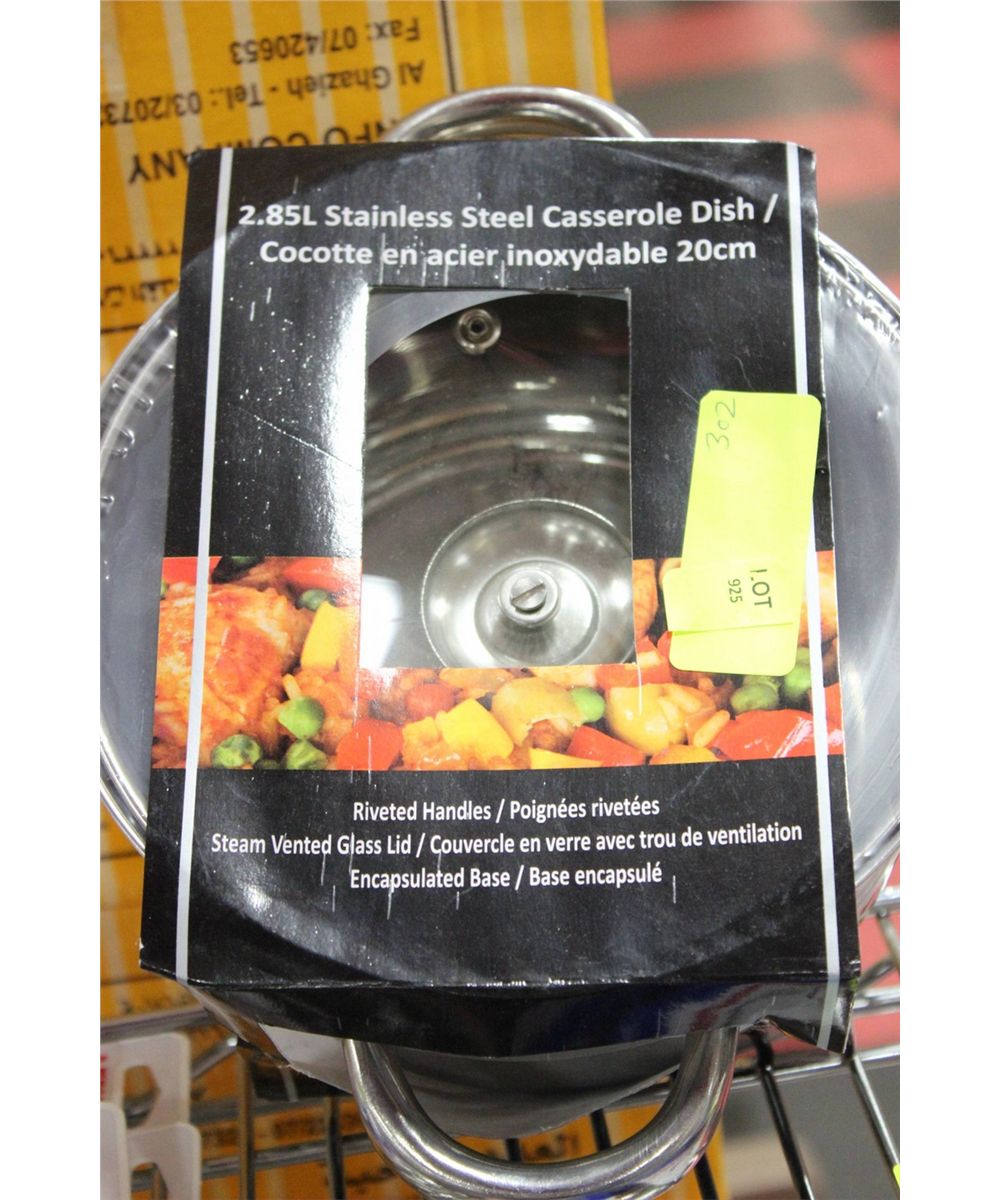 Fax: 07/420653
Al Ghazieh - Tel.: 03/2073
COMPANY
2.85L Stainless Steel Casserole Dish /
Cocotte en acier inoxydable 20cm
302
LOT
925
Riveted Handles / Poignées rivetées
Steam Vented Glass Lid / Couvercle en verre avec trou de ventilation
Encapsulated Base / Base encapsulé